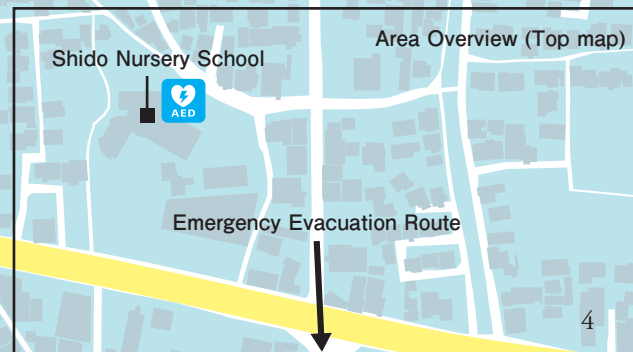 Area Overview (Top map)
Shido Nursery School
AED
Emergency Evacuation Route
4